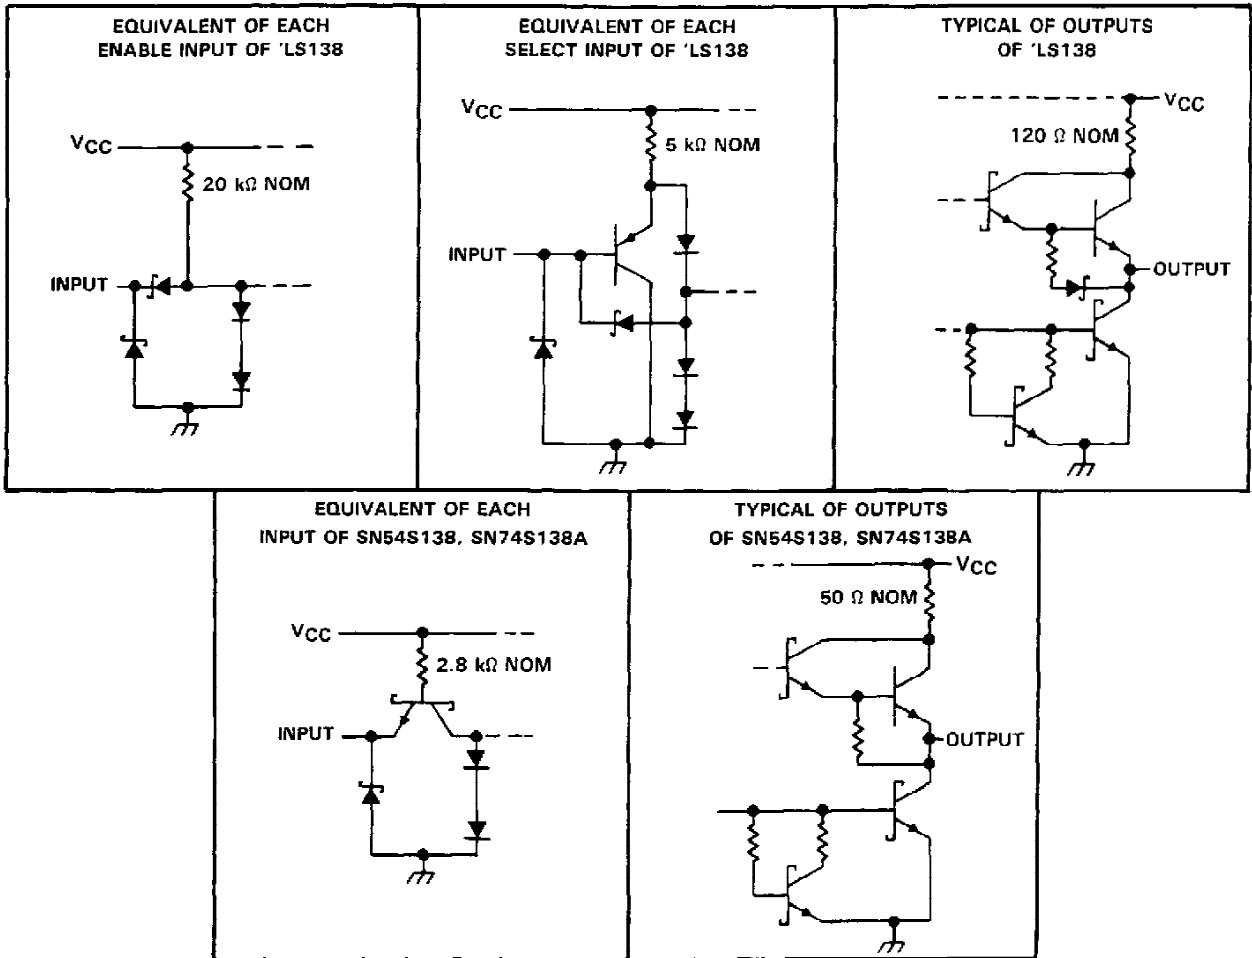 EQUIVALENT OF EACH
ENABLE INPUT OF 'LS138
VCC
20 kΩ NOM
INPUT
EQUIVALENT OF EACH
SELECT INPUT OF 'LS138
VCC
5 kΩ NOM
INPUT
TYPICAL OF OUTPUTS
OF 'LS138
VCC
120 Ω NOM
OUTPUT
EQUIVALENT OF EACH
INPUT OF SN54S138, SN74S138A
VCC
2.8 kΩ NOM
INPUT
TYPICAL OF OUTPUTS
OF SN54S138, SN74S138A
VCC
50 Ω NOM
OUTPUT